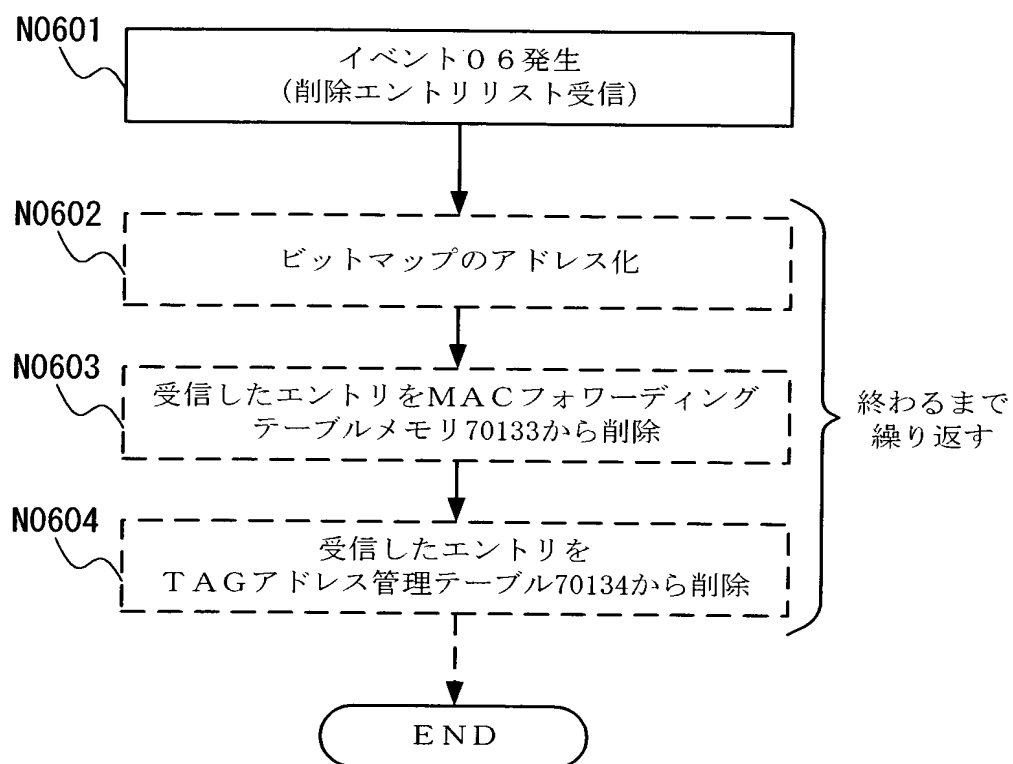 N0601
イベント０６発生
(削除エントリリスト受信)
N0602
ビットマップのアドレス化
N0603
受信したエントリをＭＡＣフォワーディング
テーブルメモリ70133から削除
終わるまで
繰り返す
N0604
受信したエントリを
ＴＡＧアドレス管理テーブル70134から削除
ＥＮＤ